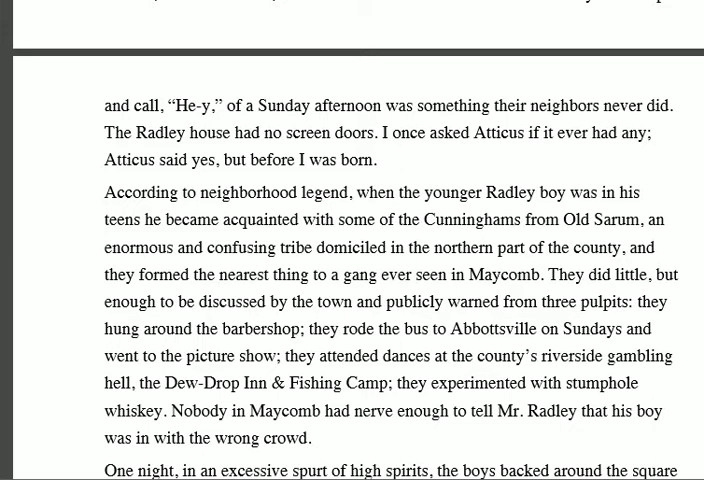 and call, “He-y,” of a Sunday afternoon was something their neighbors never did.
The Radley house had no screen doors. I once asked Atticus if it ever had any;
Atticus said yes, but before I was born.
According to neighborhood legend, when the younger Radley boy was in his
teens he became acquainted with some of the Cunninghams from Old Sarum, an
enormous and confusing tribe domiciled in the northern part of the county, and
they formed the nearest thing to a gang ever seen in Maycomb. They did little, but
enough to be discussed by the town and publicly warned from three pulpits: they
hung around the barbershop; they rode the bus to Abbottsville on Sundays and
went to the picture show; they attended dances at the county’s riverside gambling
hell, the Dew-Drop Inn & Fishing Camp; they experimented with stumphole
whiskey. Nobody in Maycomb had nerve enough to tell Mr. Radley that his boy
was in with the wrong crowd.
One night, in an excessive spurt of high spirits, the boys backed around the square